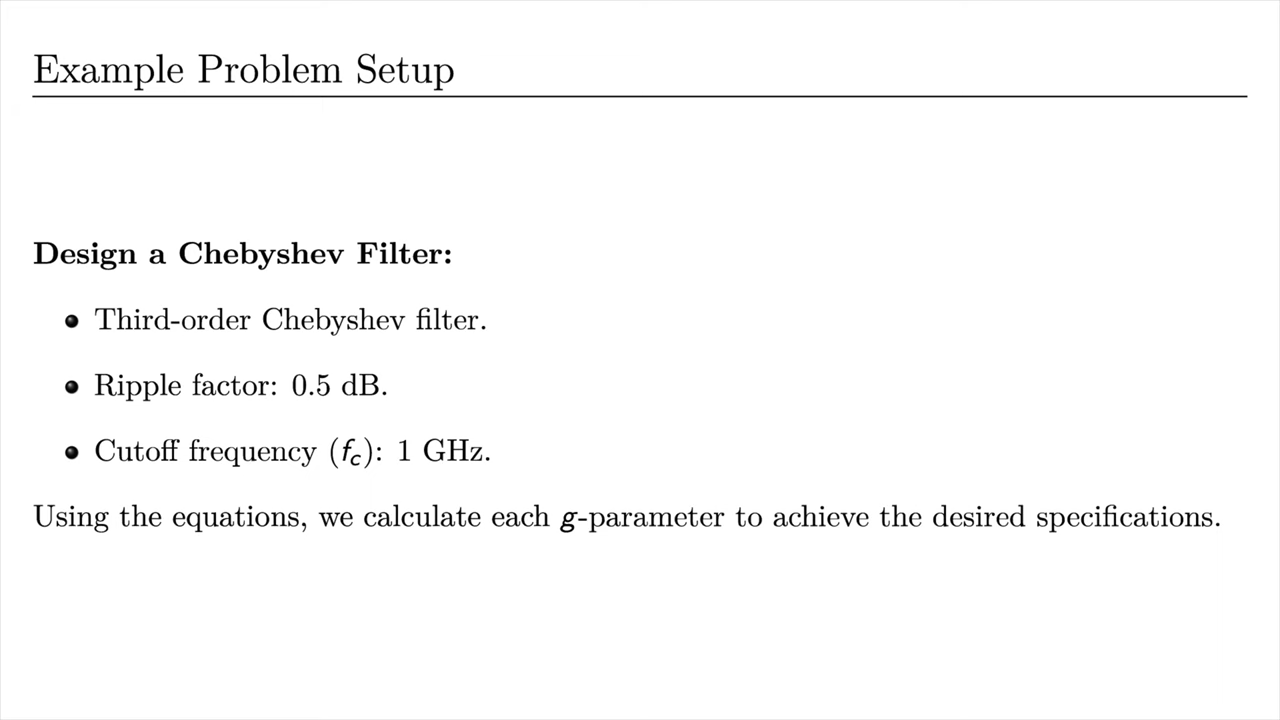 Example Problem Setup
Design a Chebyshev Filter:
Third-order Chebyshev filter.
Ripple factor: 0.5 dB.
Cutoff frequency (fc): 1 GHz.
Using the equations, we calculate each g-parameter to achieve the desired specifications.